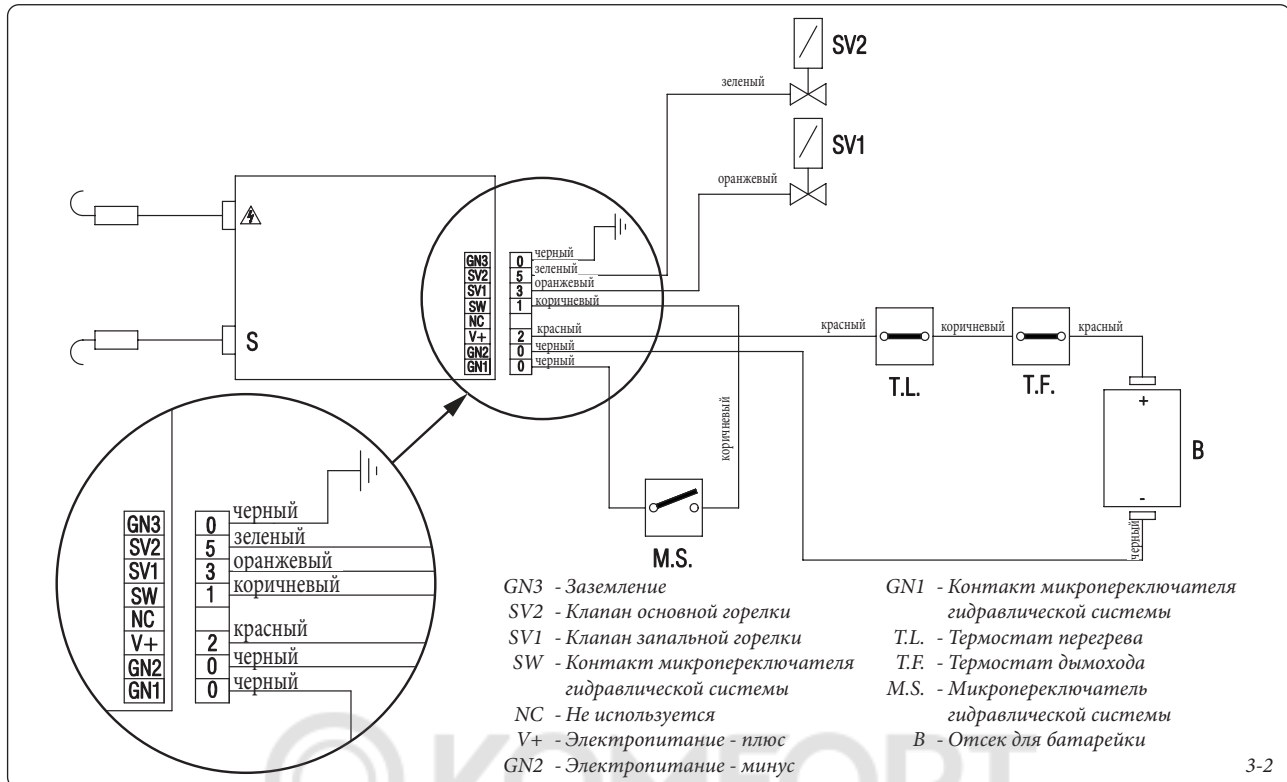 SV2
зеленый
SV1
оранжевый
S
GN3 0 черный
SV2 5 зеленый
SV1 3 оранжевый
SW 1 коричневый
NC
V+ 2 красный
GN2 0 черный
GN1 0 черный
красный
коричневый
красный
T.L.
T.F.
+
-
B
коричневый
черный
M.S.
GN3 0 черный
SV2 5 зеленый
SV1 3 оранжевый
SW 1 коричневый
NC
V+ 2 красный
GN2 0 черный
GN1 0 черный
GN3 - Заземление
SV2 - Клапан основной горелки
SV1 - Клапан запальной горелки
SW - Контакт микропереключателя
гидравлической системы
NC - Не используется
V+ - Электропитание - плюс
GN2 - Электропитание - минус
GN1 - Контакт микропереключателя
гидравлической системы
T.L. - Термостат перегрева
T.F. - Термостат дымохода
M.S. - Микропереключатель
гидравлической системы
B - Отсек для батарейки
3-2
KOMFORT